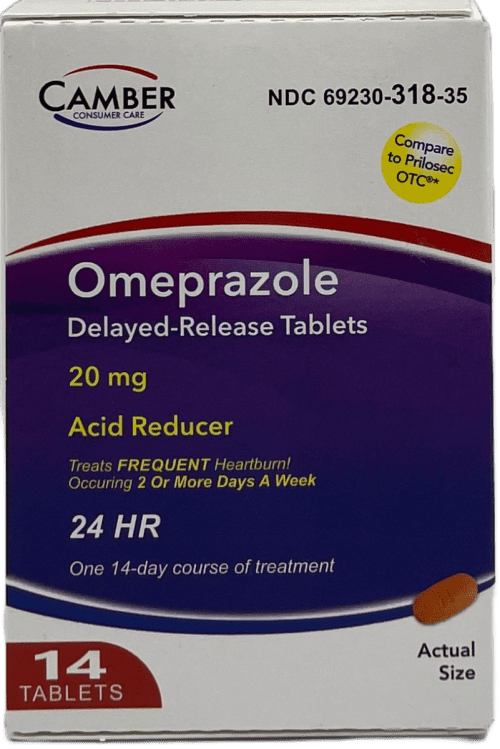 CAMBER
CONSUMER CARE
NDC 69230-318-35
Compare
to Prilosec
OTC®*
Omeprazole
Delayed-Release Tablets
20 mg
Acid Reducer
Treats FREQUENT Heartburn!
Occuring 2 Or More Days A Week
24 HR
One 14-day course of treatment
14
TABLETS
Actual
Size